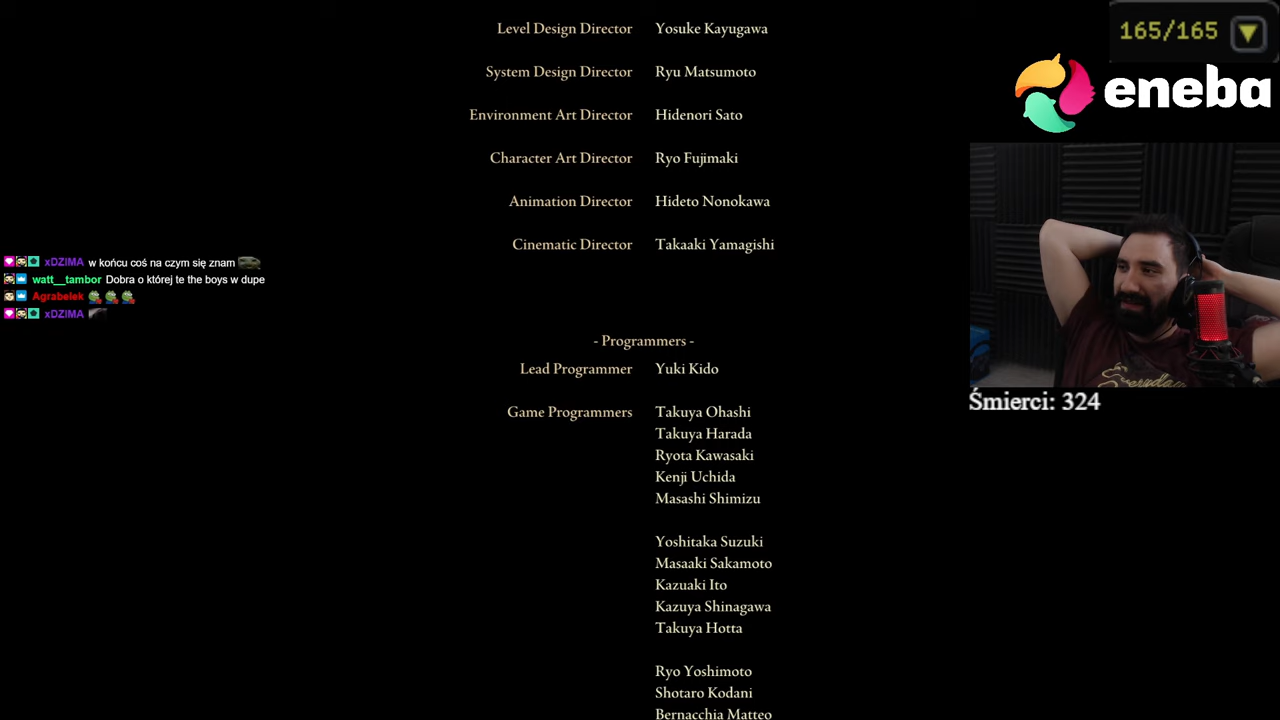 Level Design Director Yosuke Kayugawa
System Design Director Ryu Matsumoto
Environment Art Director Hidenori Sato
Character Art Director Ryo Fujimaki
Animation Director Hideto Nonokawa
Cinematic Director Takaaki Yamagishi
- Programmers -
Lead Programmer Yuki Kido
Game Programmers Takuya Ohashi
Takuya Harada
Ryota Kawasaki
Kenji Uchida
Masashi Shimizu
Yoshitaka Suzuki
Masaaki Sakamoto
Kazuaki Ito
Kazuya Shinagawa
Takuya Hotta
Ryo Yoshimoto
Shotaro Kodani
Bernacchia Matteo
xDZIMA w końcu coś na czym się znam
watt__tambor Dobra o której te the boys w dupe
Agrabelek
xDZIMA
165/165
eneba
Śmierci: 324